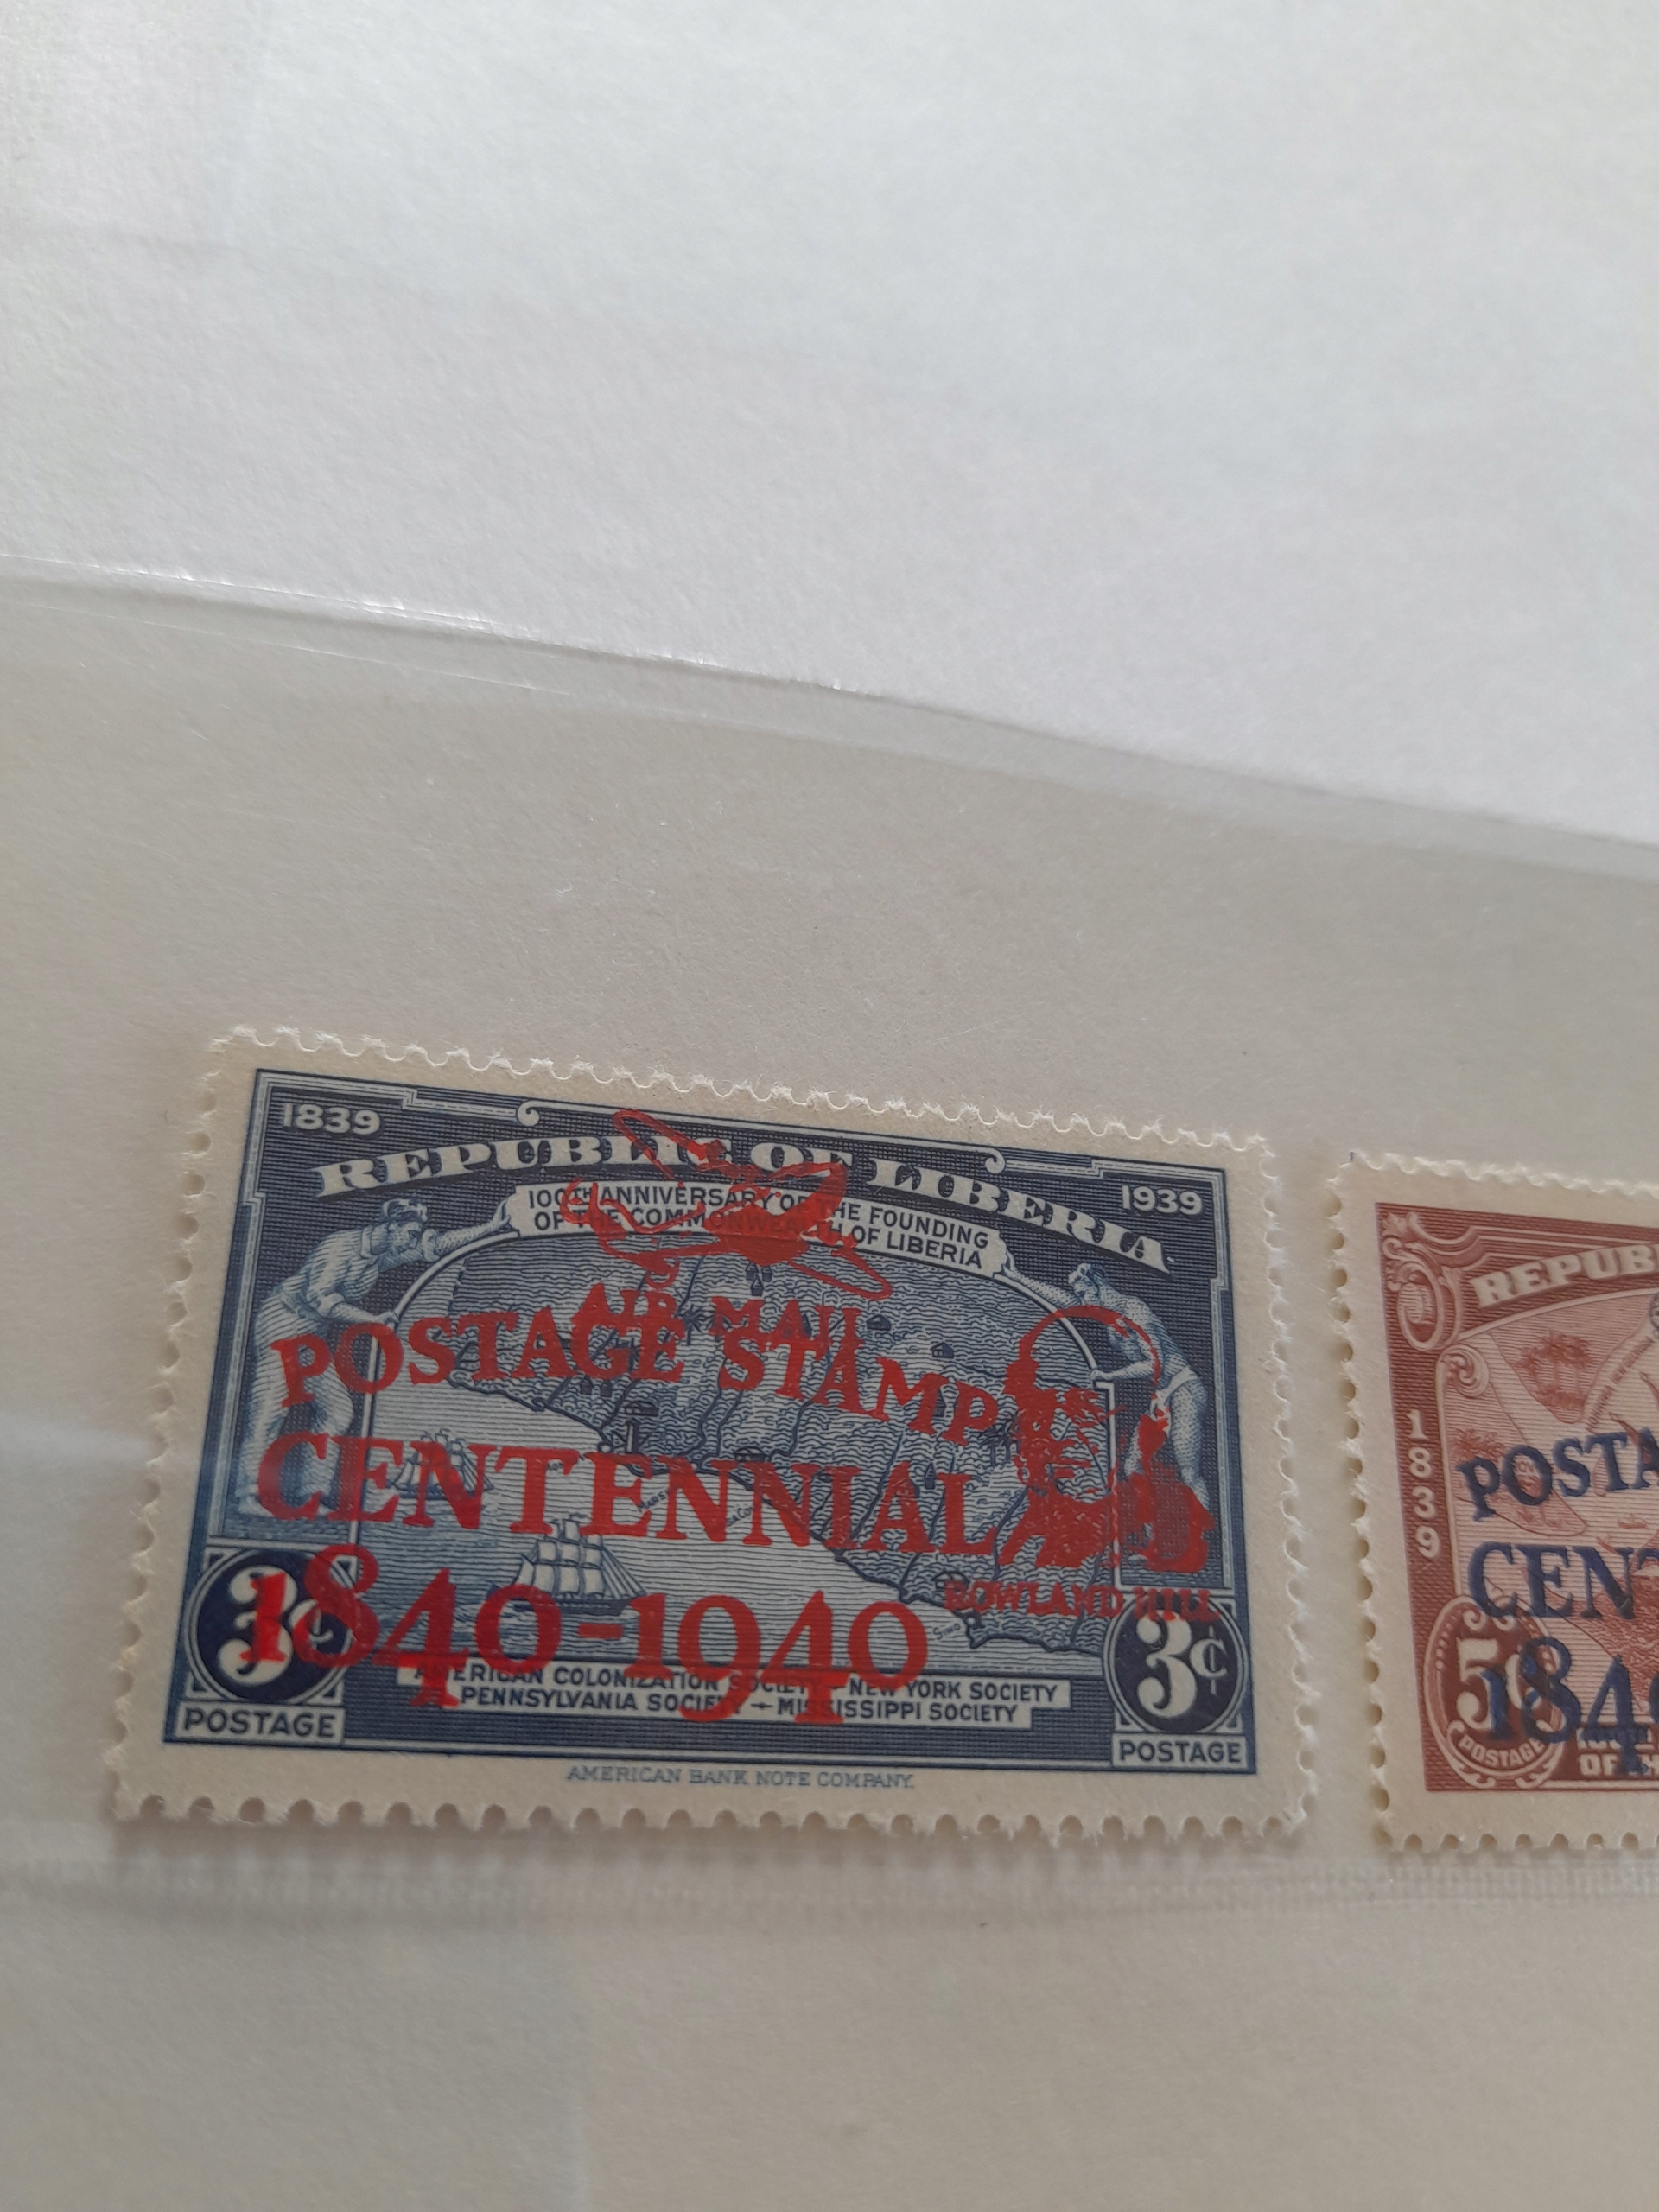 1839
REPUBLIC OF LIBERIA
1939
100TH ANNIVERSARY OF THE FOUNDING
OF THE COMMONWEALTH OF LIBERIA
AIR MAIL
POSTAGE STAMP
CENTENNIAL
1840-1940
ROWLAND HILL
3¢
3¢
AMERICAN COLONIZATION SOCIETY - NEW YORK SOCIETY
PENNSYLVANIA SOCIETY - MISSISSIPPI SOCIETY
POSTAGE
POSTAGE
AMERICAN BANK NOTE COMPANY.
REPUB
1839
POSTA
CENT
184
5¢
POSTAGE